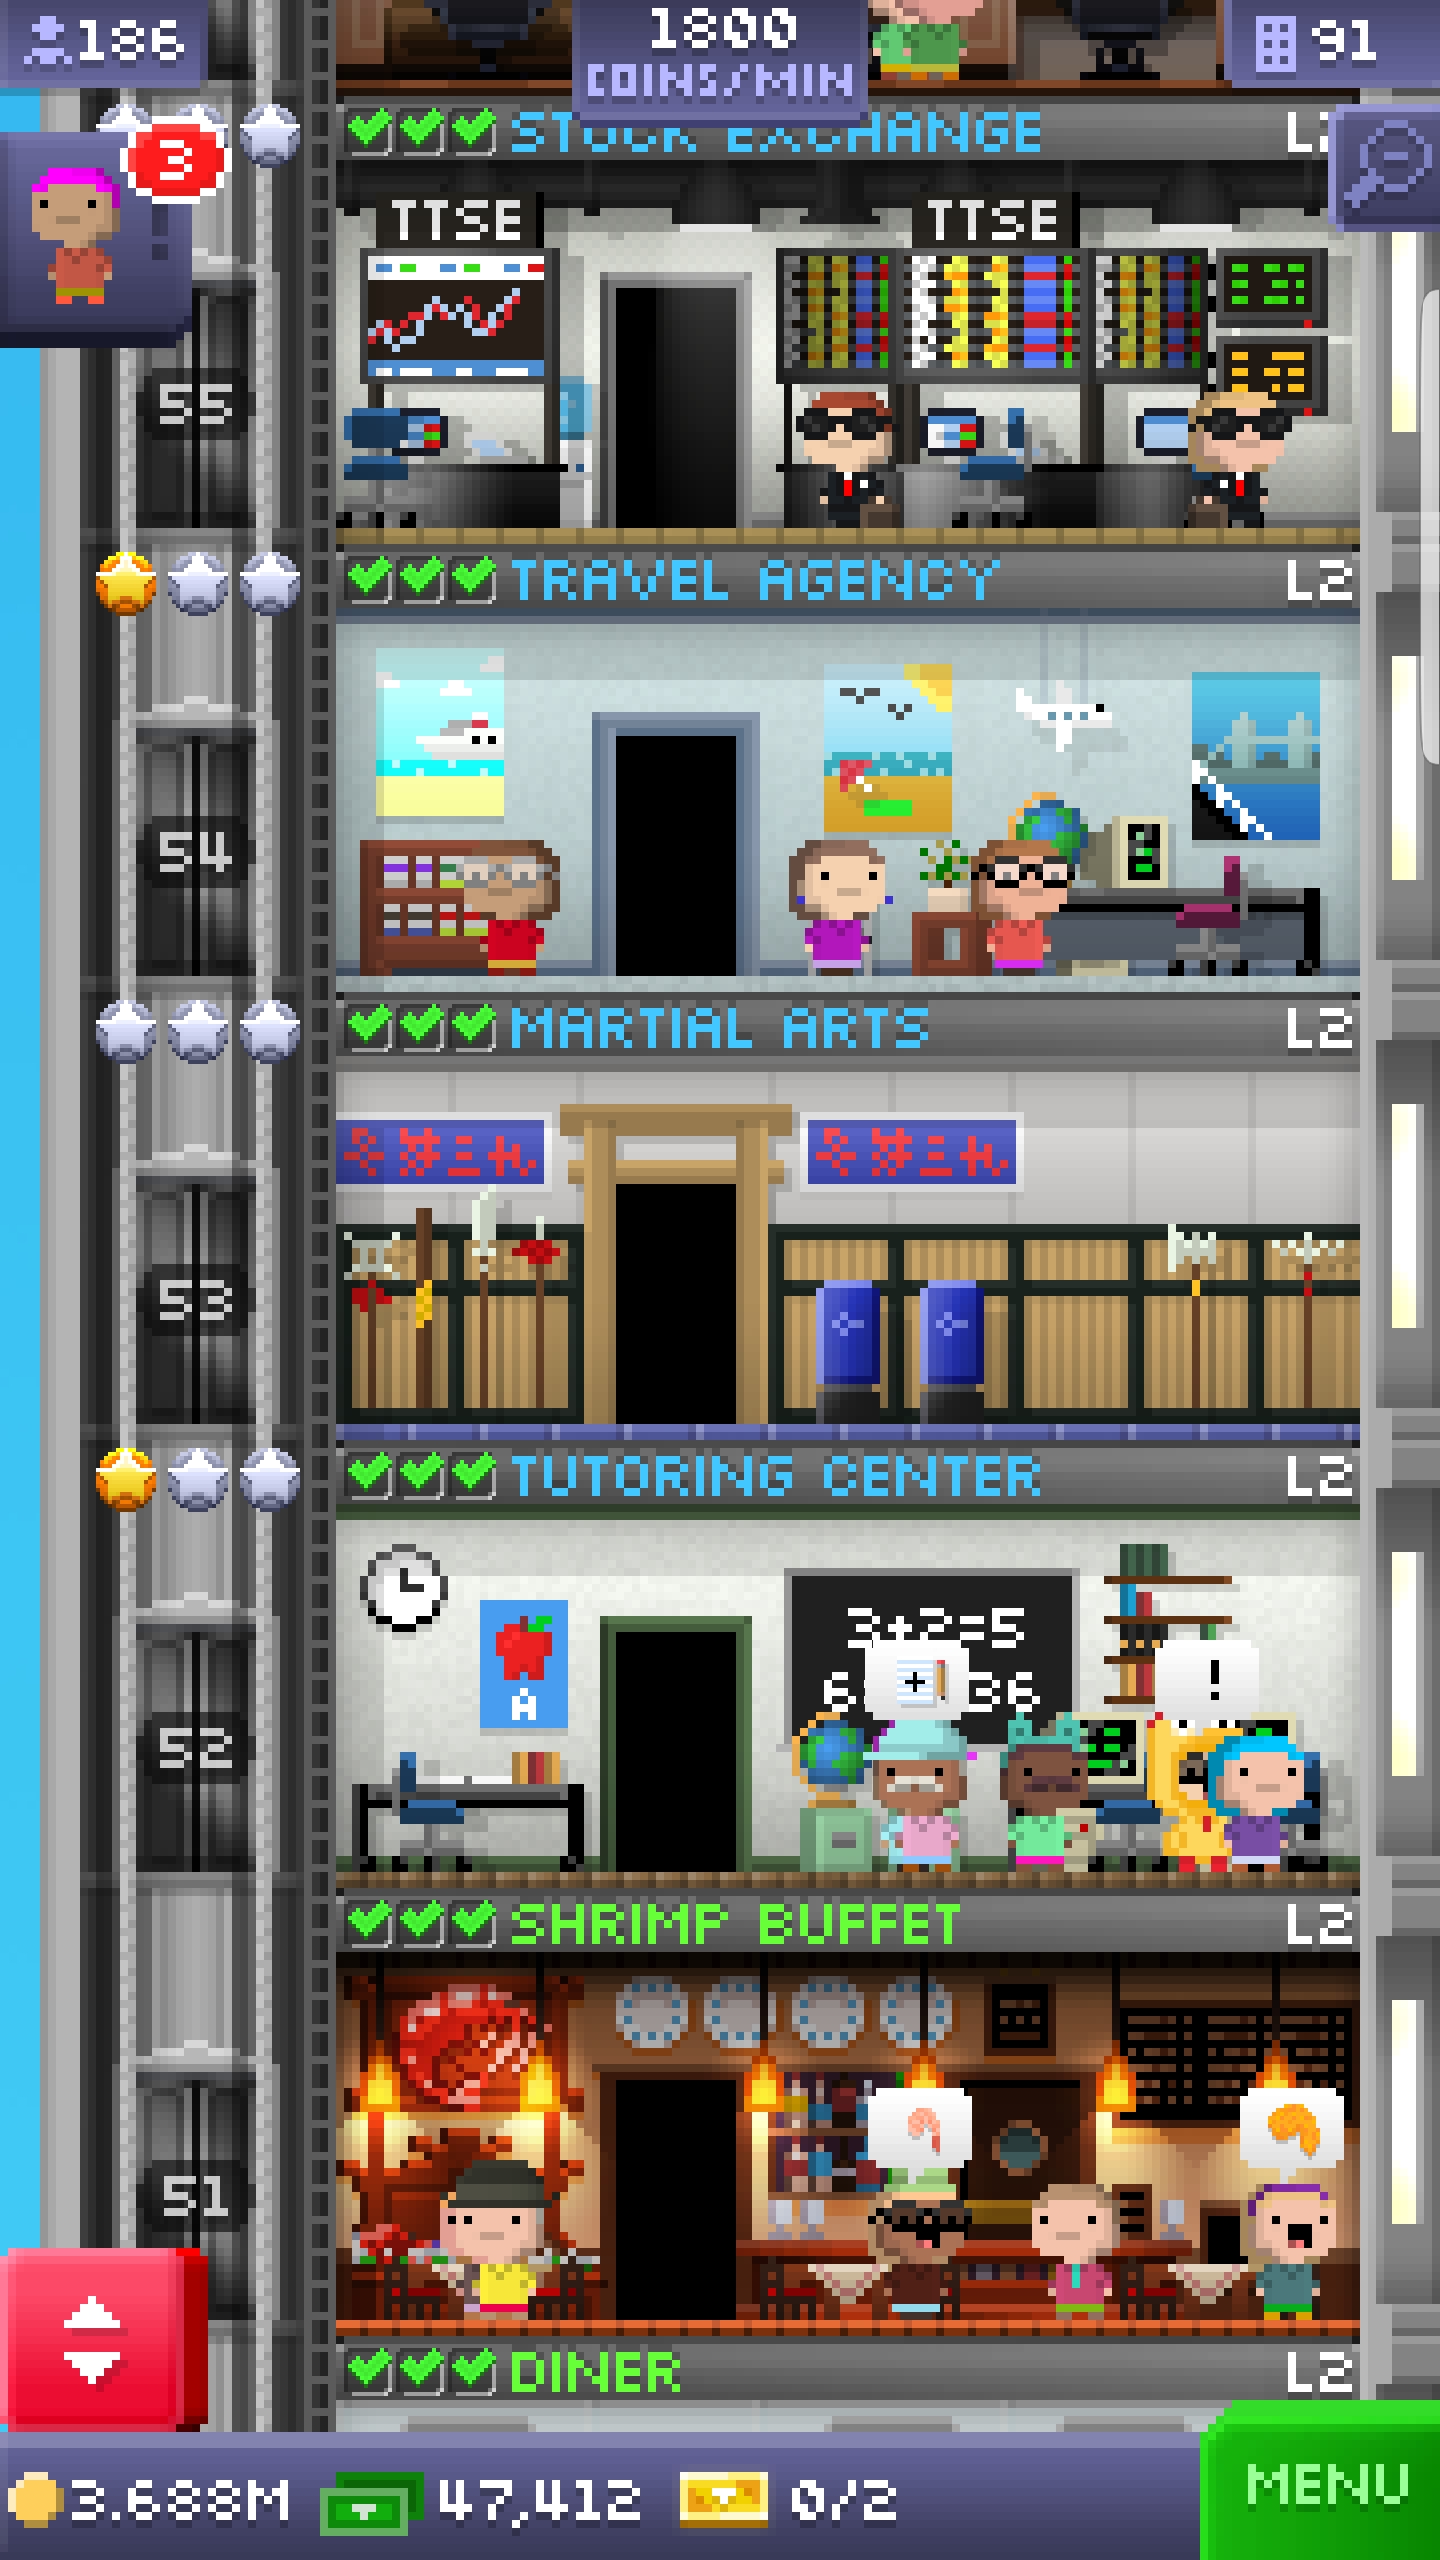 186
1800
COINS/MIN
91
3
STOCK EXCHANGE
TTSE
TTSE
55
TRAVEL AGENCY L2
54
MARTIAL ARTS L2
53
TUTORING CENTER L2
3+2=5
6 36
A
!
52
SHRIMP BUFFET L2
51
DINER L2
3.688M 47,412 0/2
MENU